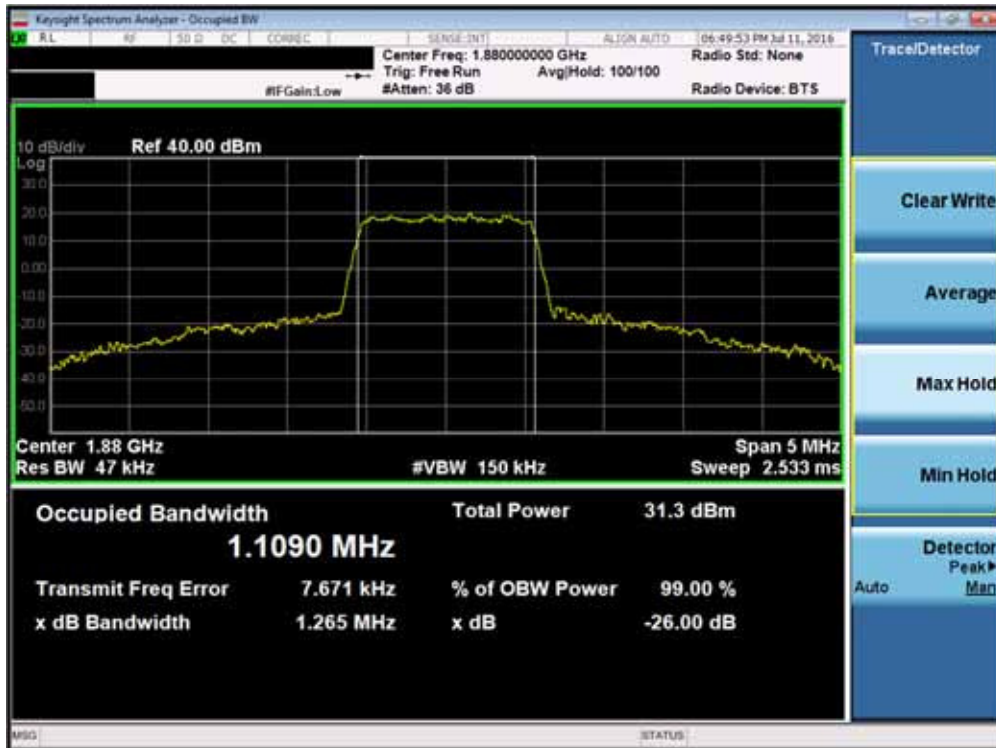 Keysight Spectrum Analyzer - Occupied BW
RL RF 50 Ω DC CORREC SENSE:INT ALIGN AUTO 06:49:53 PM Jul 11, 2016
Center Freq: 1.880000000 GHz Radio Std: None
Trig: Free Run Avg|Hold: 100/100
#IFGain:Low #Atten: 36 dB Radio Device: BTS
10 dB/div Ref 40.00 dBm
Log
30.0
20.0
10.0
0.00
-10.0
-20.0
-30.0
-40.0
-50.0
Center 1.88 GHz Span 5 MHz
Res BW 47 kHz #VBW 150 kHz Sweep 2.533 ms
Occupied Bandwidth Total Power 31.3 dBm
1.1090 MHz
Transmit Freq Error 7.671 kHz % of OBW Power 99.00 %
x dB Bandwidth 1.265 MHz x dB -26.00 dB
MSG STATUS
Trace/Detector
Clear Write
Average
Max Hold
Min Hold
Detector
Peak▶
Auto Man